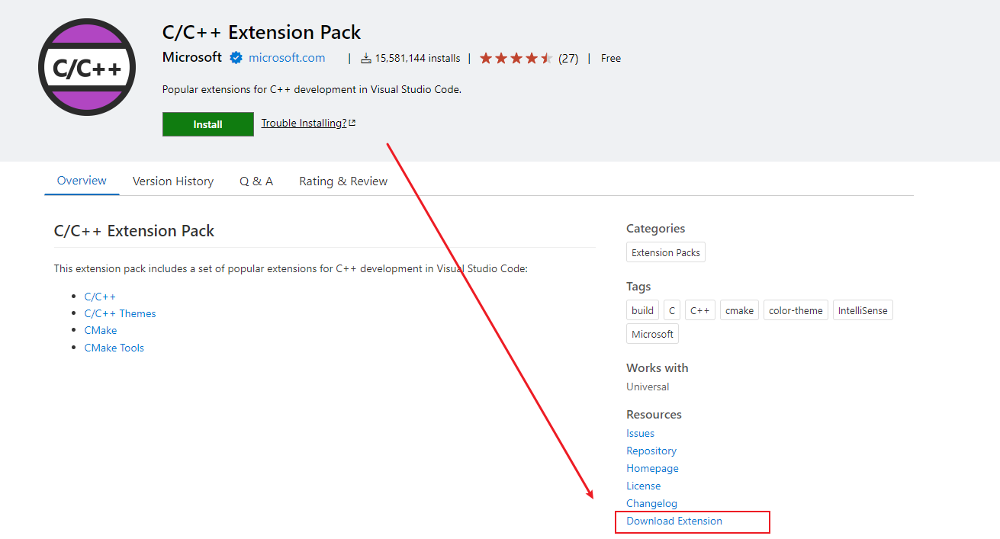 C/C++
C/C++ Extension Pack
Microsoft microsoft.com | 15,581,144 installs | (27) | Free
Popular extensions for C++ development in Visual Studio Code.
Install Trouble Installing?
Overview Version History Q & A Rating & Review
C/C++ Extension Pack
This extension pack includes a set of popular extensions for C++ development in Visual Studio Code:
C/C++
C/C++ Themes
CMake
CMake Tools
Categories
Extension Packs
Tags
build C C++ cmake color-theme IntelliSense
Microsoft
Works with
Universal
Resources
Issues
Repository
Homepage
License
Changelog
Download Extension